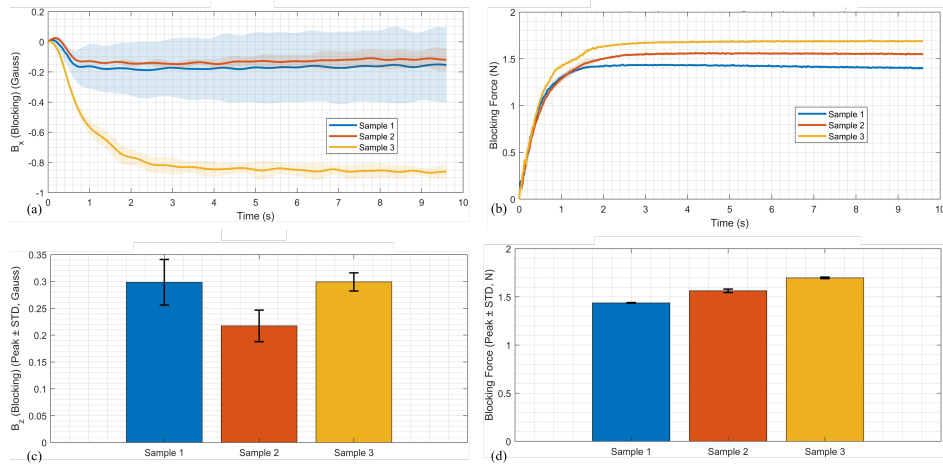 0.2
0
-0.2
-0.4
-0.6
-0.8
-1
B_x (Blocking) (Gauss)
0 1 2 3 4 5 6 7 8 9 10
Time (s)
Sample 1
Sample 2
Sample 3
(a)
2
1.5
1
0.5
0
Blocking Force (N)
0 1 2 3 4 5 6 7 8 9 10
Time (s)
Sample 1
Sample 2
Sample 3
(b)
0.35
0.3
0.25
0.2
0.15
0.1
0.05
0
B_z (Blocking) (Peak ± STD, Gauss)
Sample 1 Sample 2 Sample 3
(c)
2
1.5
1
0.5
0
Blocking Force (Peak ± STD, N)
Sample 1 Sample 2 Sample 3
(d)